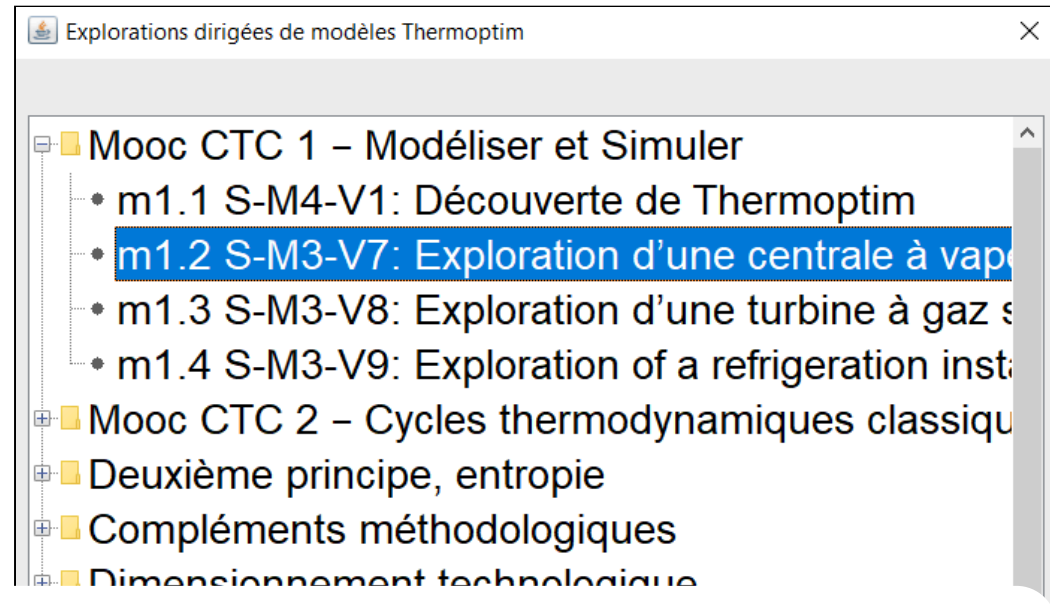 Explorations dirigées de modèles Thermoptim
Mooc CTC 1 – Modéliser et Simuler
m1.1 S-M4-V1: Découverte de Thermoptim
m1.2 S-M3-V7: Exploration d’une centrale à vape
m1.3 S-M3-V8: Exploration d’une turbine à gaz s
m1.4 S-M3-V9: Exploration of a refrigeration insta
Mooc CTC 2 – Cycles thermodynamiques classiqu
Deuxième principe, entropie
Compléments méthodologiques
Dimensionnement technologique